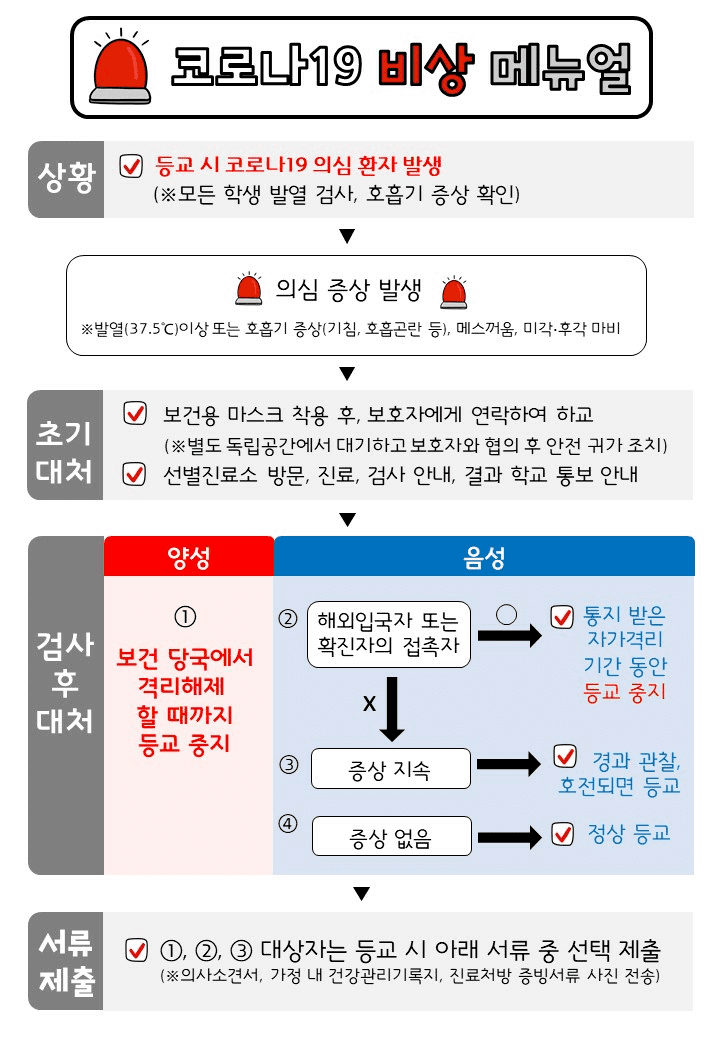 코로나19 비상 메뉴얼
상황
등교 시 코로나19 의심 환자 발생
(※모든 학생 발열 검사, 호흡기 증상 확인)
▼
의심 증상 발생
※발열(37.5℃)이상 또는 호흡기 증상(기침, 호흡곤란 등), 메스꺼움, 미각·후각 마비
▼
초기
대처
보건용 마스크 착용 후, 보호자에게 연락하여 하교
(※별도 독립공간에서 대기하고 보호자와 협의 후 안전 귀가 조치)
선별진료소 방문, 진료, 검사 안내, 결과 학교 통보 안내
▼
검사
후
대처
양성
①
보건 당국에서
격리해제
할 때까지
등교 중지
음성
②
해외입국자 또는
확진자의 접촉자
○
통지 받은
자가격리
기간 동안
등교 중지
X
③
증상 지속
경과 관찰,
호전되면 등교
④
증상 없음
정상 등교
▼
서류
제출
①, ②, ③ 대상자는 등교 시 아래 서류 중 선택 제출
(※의사소견서, 가정 내 건강관리기록지, 진료처방 증빙서류 사진 전송)